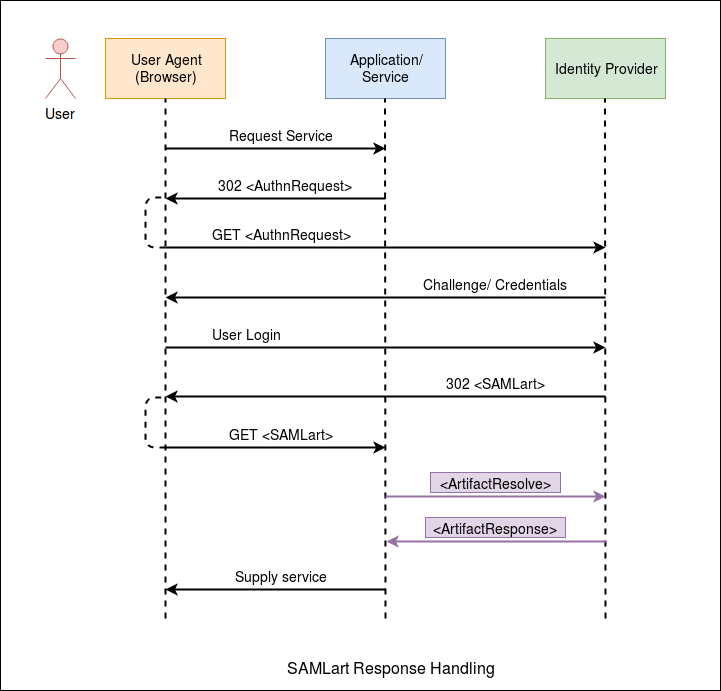 User
User Agent
(Browser)
Application/
Service
Identity Provider
Request Service
302 <AuthnRequest>
GET <AuthnRequest>
Challenge/ Credentials
User Login
302 <SAMLart>
GET <SAMLart>
<ArtifactResolve>
<ArtifactResponse>
Supply service
SAMLart Response Handling